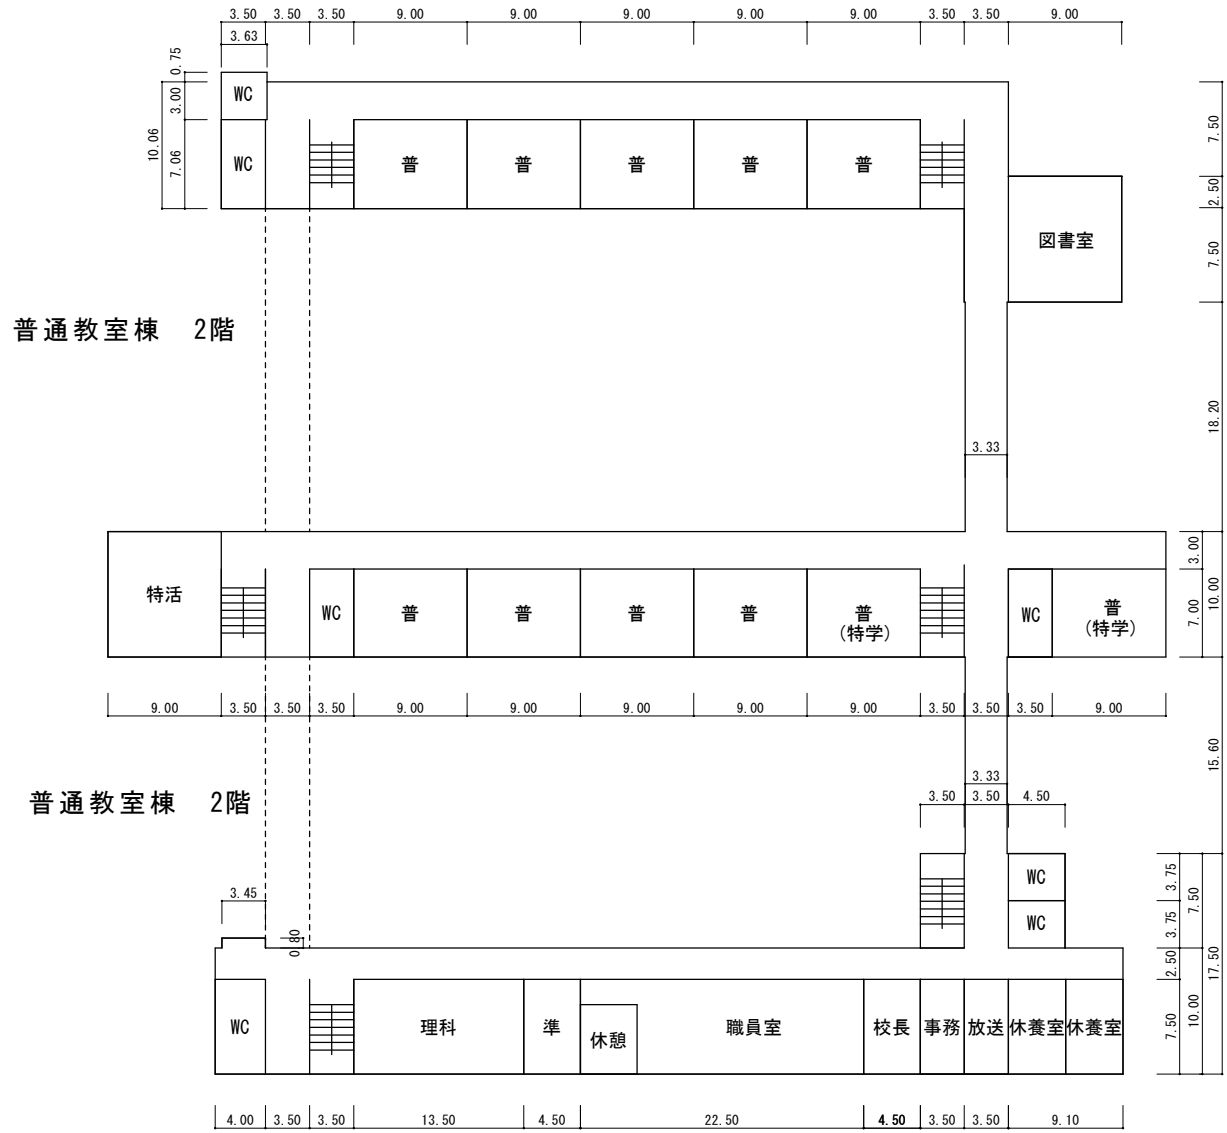 3.50 3.50 3.50 9.00 9.00 9.00 9.00 9.00 3.50 3.50 9.00
3.63
0.75
3.00
10.06
7.06
WC
WC
普 普 普 普 普
7.50
2.50
7.50
図書室
普通教室棟　2階
18.20
3.33
特活
WC
普 普 普 普 普
(特学)
WC
普
(特学)
3.00
7.00
10.00
9.00 3.50 3.50 3.50 9.00 9.00 9.00 9.00 9.00 3.50 3.50 3.50 9.00
15.60
普通教室棟　2階
3.33
3.50 3.50 4.50
WC
WC
3.75
3.75
7.50
3.45
0.80
2.50
17.50
7.50
10.00
WC
理科
準
休憩
職員室
校長
事務
放送
休養室
休養室
4.00 3.50 3.50 13.50 4.50 22.50 4.50 3.50 3.50 9.10